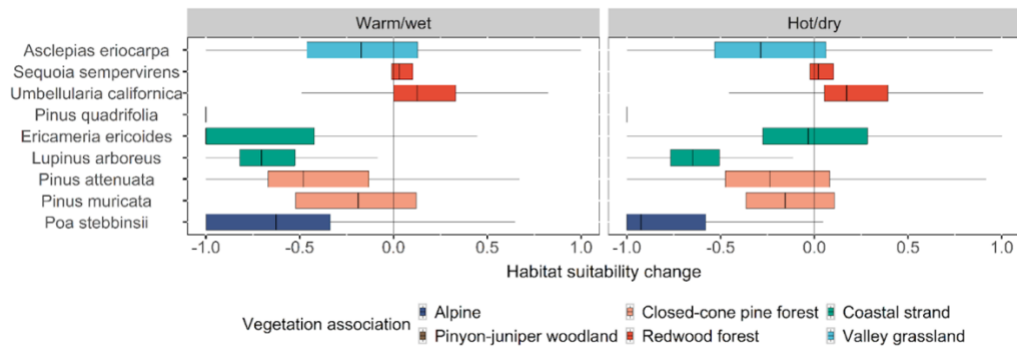 Warm/wet
Hot/dry
Asclepias eriocarpa
Sequoia sempervirens
Umbellularia californica
Pinus quadrifolia
Ericameria ericoides
Lupinus arboreus
Pinus attenuata
Pinus muricata
Poa stebbinsii
-1.0 -0.5 0.0 0.5 1.0 -1.0 -0.5 0.0 0.5 1.0
Habitat suitability change
Vegetation association
Alpine Closed-cone pine forest Coastal strand
Pinyon-juniper woodland Redwood forest Valley grassland